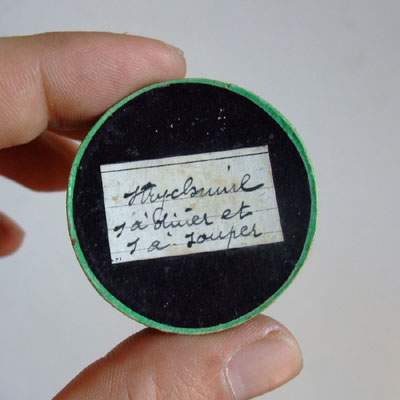 Strychnine
1 à dîner et
1 à souper